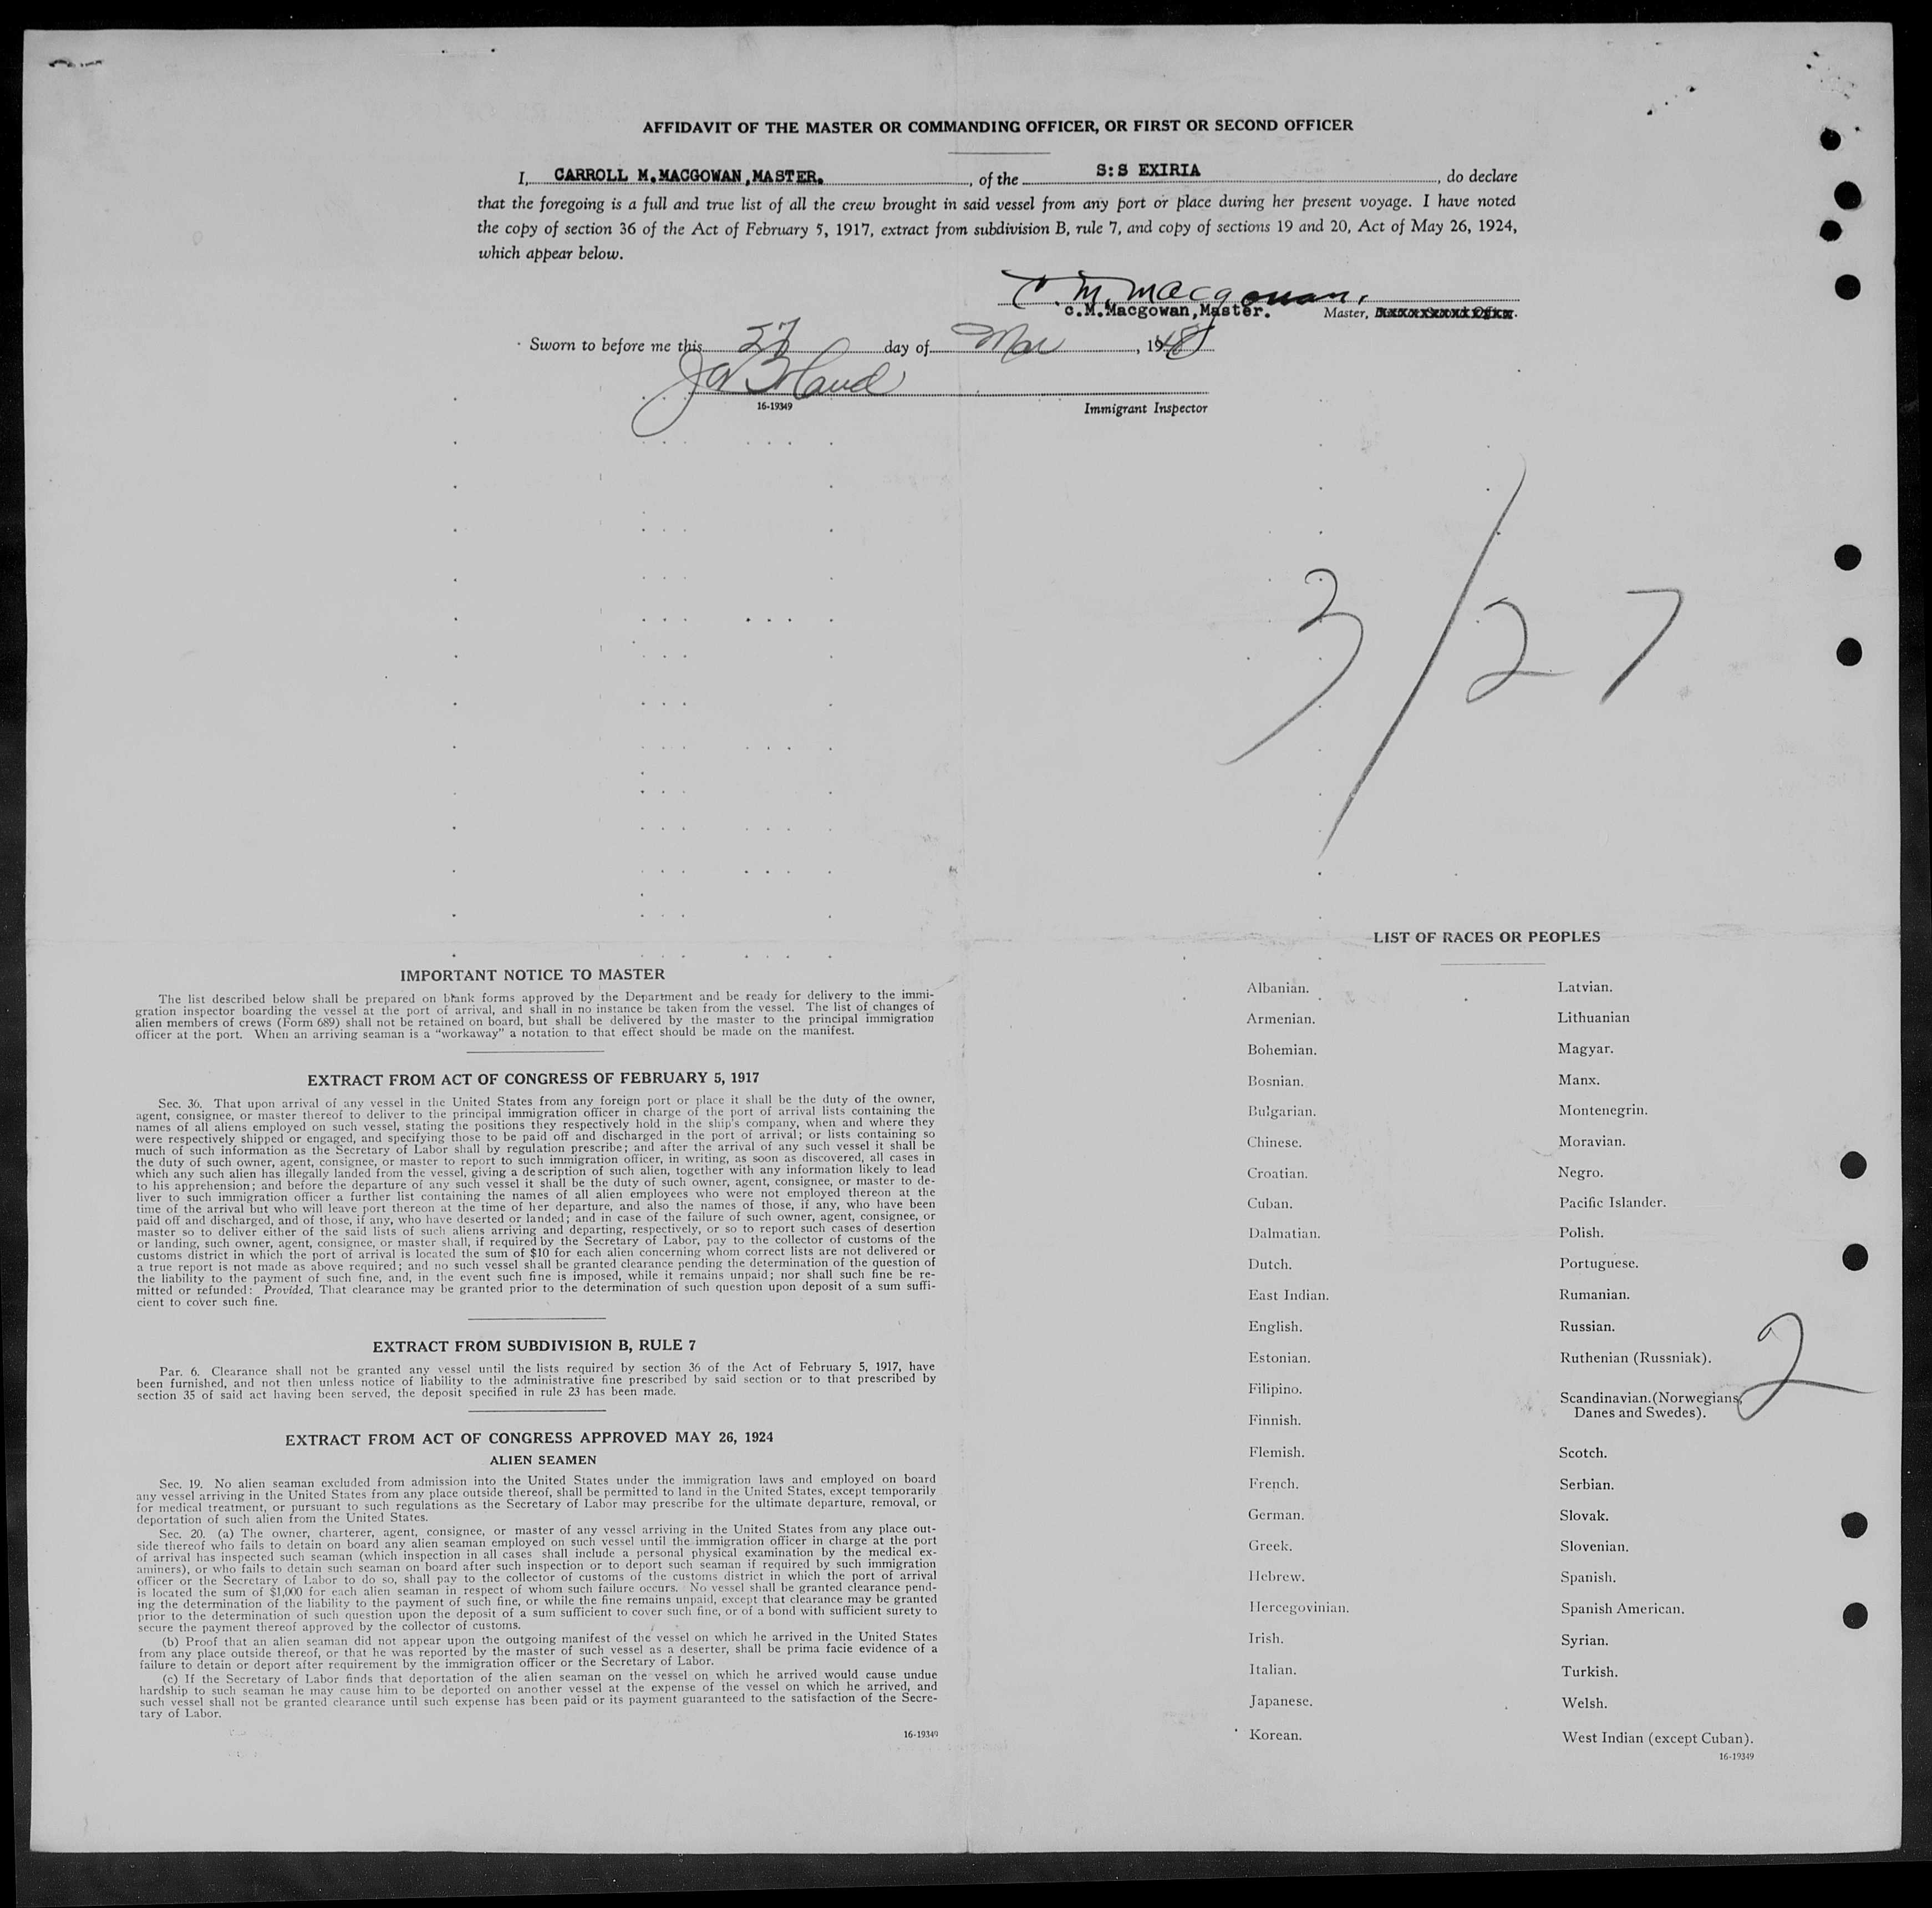 AFFIDAVIT OF THE MASTER OR COMMANDING OFFICER, OR FIRST OR SECOND OFFICER
I, CARROLL M.MACGOWAN,MASTER. , of the S:S EXIRIA , do declare
that the foregoing is a full and true list of all the crew brought in said vessel from any port or place during her present voyage. I have noted
the copy of section 36 of the Act of February 5, 1917, extract from subdivision B, rule 7, and copy of sections 19 and 20, Act of May 26, 1924,
which appear below.
C. M. Macgowan,
C.M.Macgowan,Master. Master,
Sworn to before me this 27 day of Mar , 194
16-19349 Immigrant Inspector
3/27
IMPORTANT NOTICE TO MASTER
The list described below shall be prepared on blank forms approved by the Department and be ready for delivery to the immi-
gration inspector boarding the vessel at the port of arrival, and shall in no instance be taken from the vessel. The list of changes of
alien members of crews (Form 689) shall not be retained on board, but shall be delivered by the master to the principal immigration
officer at the port. When an arriving seaman is a "workaway" a notation to that effect should be made on the manifest.
EXTRACT FROM ACT OF CONGRESS OF FEBRUARY 5, 1917
Sec. 36. That upon arrival of any vessel in the United States from any foreign port or place it shall be the duty of the owner,
agent, consignee, or master thereof to deliver to the principal immigration officer in charge of the port of arrival lists containing the
names of all aliens employed on such vessel, stating the positions they respectively hold in the ship's company, when and where they
were respectively shipped or engaged, and specifying those to be paid off and discharged in the port of arrival; or lists containing so
much of such information as the Secretary of Labor shall by regulation prescribe; and after the arrival of any such vessel it shall be
the duty of such owner, agent, consignee, or master to report to such immigration officer, in writing, as soon as discovered, all cases in
which any such alien has illegally landed from the vessel, giving a description of such alien, together with any information likely to lead
to his apprehension; and before the departure of any such vessel it shall be the duty of such owner, agent, consignee, or master to de-
liver to such immigration officer a further list containing the names of all alien employees who were not employed thereon at the
time of the arrival but who will leave port thereon at the time of her departure, and also the names of those, if any, who have been
paid off and discharged, and of those, if any, who have deserted or landed; and in case of the failure of such owner, agent, consignee, or
master so to deliver either of the said lists of such aliens arriving and departing, respectively, or so to report such cases of desertion
or landing, such owner, agent, consignee, or master shall, if required by the Secretary of Labor, pay to the collector of customs of the
customs district in which the port of arrival is located the sum of $10 for each alien concerning whom correct lists are not delivered or
a true report is not made as above required; and no such vessel shall be granted clearance pending the determination of the question of
the liability to the payment of such fine, and, in the event such fine is imposed, while it remains unpaid; nor shall such fine be re-
mitted or refunded: Provided, That clearance may be granted prior to the determination of such question upon deposit of a sum suffi-
cient to cover such fine.
EXTRACT FROM SUBDIVISION B, RULE 7
Par. 6. Clearance shall not be granted any vessel until the lists required by section 36 of the Act of February 5, 1917, have
been furnished, and not then unless notice of liability to the administrative fine prescribed by said section or to that prescribed by
section 35 of said act having been served, the deposit specified in rule 23 has been made.
EXTRACT FROM ACT OF CONGRESS APPROVED MAY 26, 1924
ALIEN SEAMEN
Sec. 19. No alien seaman excluded from admission into the United States under the immigration laws and employed on board
any vessel arriving in the United States from any place outside thereof, shall be permitted to land in the United States, except temporarily
for medical treatment, or pursuant to such regulations as the Secretary of Labor may prescribe for the ultimate departure, removal, or
deportation of such alien from the United States.
Sec. 20. (a) The owner, charterer, agent, consignee, or master of any vessel arriving in the United States from any place out-
side thereof who fails to detain on board any alien seaman employed on such vessel until the immigration officer in charge at the port
of arrival has inspected such seaman (which inspection in all cases shall include a personal physical examination by the medical ex-
aminers), or who fails to detain such seaman on board after such inspection or to deport such seaman if required by such immigration
officer or the Secretary of Labor to do so, shall pay to the collector of customs of the customs district in which the port of arrival
is located the sum of $1,000 for each alien seaman in respect of whom such failure occurs. No vessel shall be granted clearance pend-
ing the determination of the liability to the payment of such fine, or while the fine remains unpaid, except that clearance may be granted
prior to the determination of such question upon the deposit of a sum sufficient to cover such fine, or of a bond with sufficient surety to
secure the payment thereof approved by the collector of customs.
(b) Proof that an alien seaman did not appear upon the outgoing manifest of the vessel on which he arrived in the United States
from any place outside thereof, or that he was reported by the master of such vessel as a deserter, shall be prima facie evidence of a
failure to detain or deport after requirement by the immigration officer or the Secretary of Labor.
(c) If the Secretary of Labor finds that deportation of the alien seaman on the vessel on which he arrived would cause undue
hardship to such seaman he may cause him to be deported on another vessel at the expense of the vessel on which he arrived, and
such vessel shall not be granted clearance until such expense has been paid or its payment guaranteed to the satisfaction of the Secre-
tary of Labor.
16-19349
LIST OF RACES OR PEOPLES
Albanian.
Armenian.
Bohemian.
Bosnian.
Bulgarian.
Chinese.
Croatian.
Cuban.
Dalmatian.
Dutch.
East Indian.
English.
Estonian.
Filipino.
Finnish.
Flemish.
French.
German.
Greek.
Hebrew.
Hercegovinian.
Irish.
Italian.
Japanese.
Korean.
Latvian.
Lithuanian
Magyar.
Manx.
Montenegrin.
Moravian.
Negro.
Pacific Islander.
Polish.
Portuguese.
Rumanian.
Russian.
Ruthenian (Russniak).
Scandinavian.(Norwegians,
Danes and Swedes).
Scotch.
Serbian.
Slovak.
Slovenian.
Spanish.
Spanish American.
Syrian.
Turkish.
Welsh.
West Indian (except Cuban).
16-19349
2